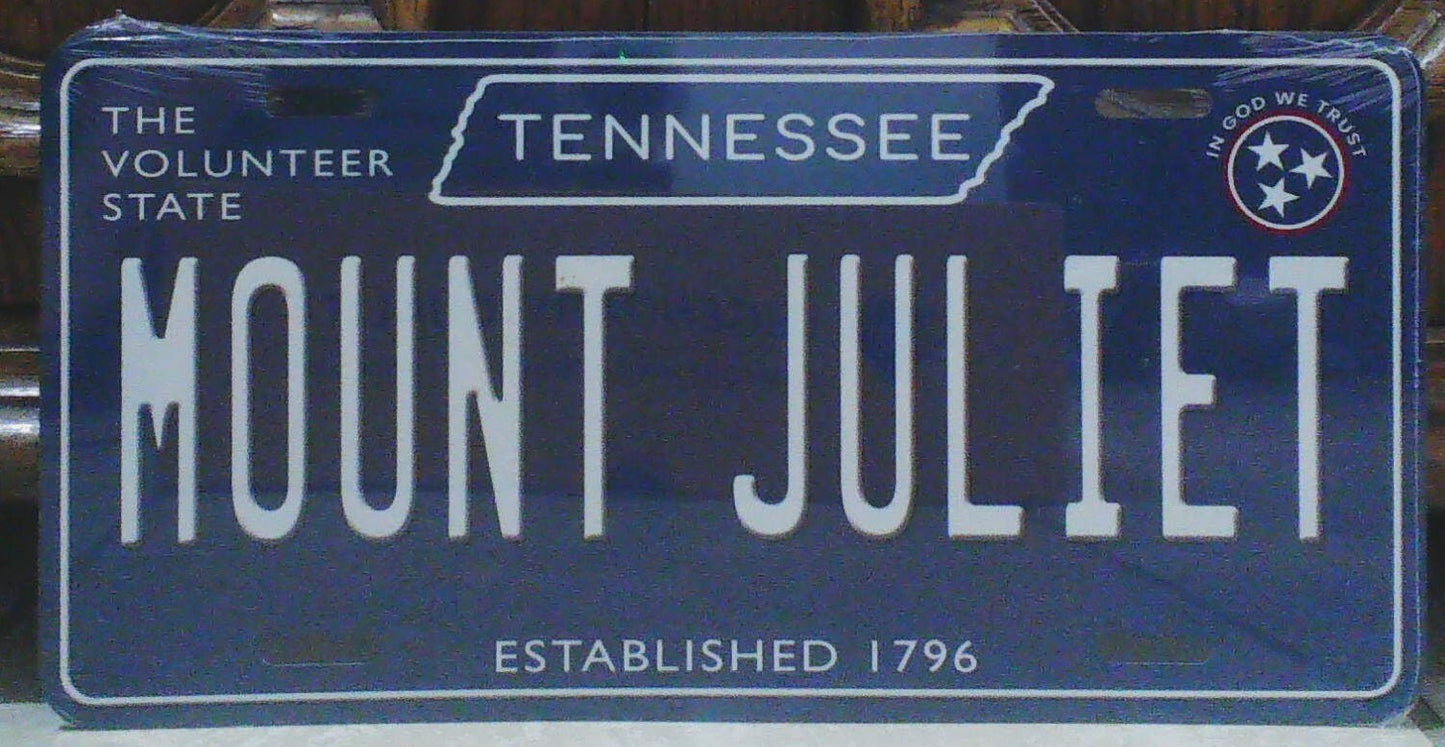 THE
VOLUNTEER
STATE
TENNESSEE
IN GOD WE TRUST
MOUNT JULIET
ESTABLISHED 1796